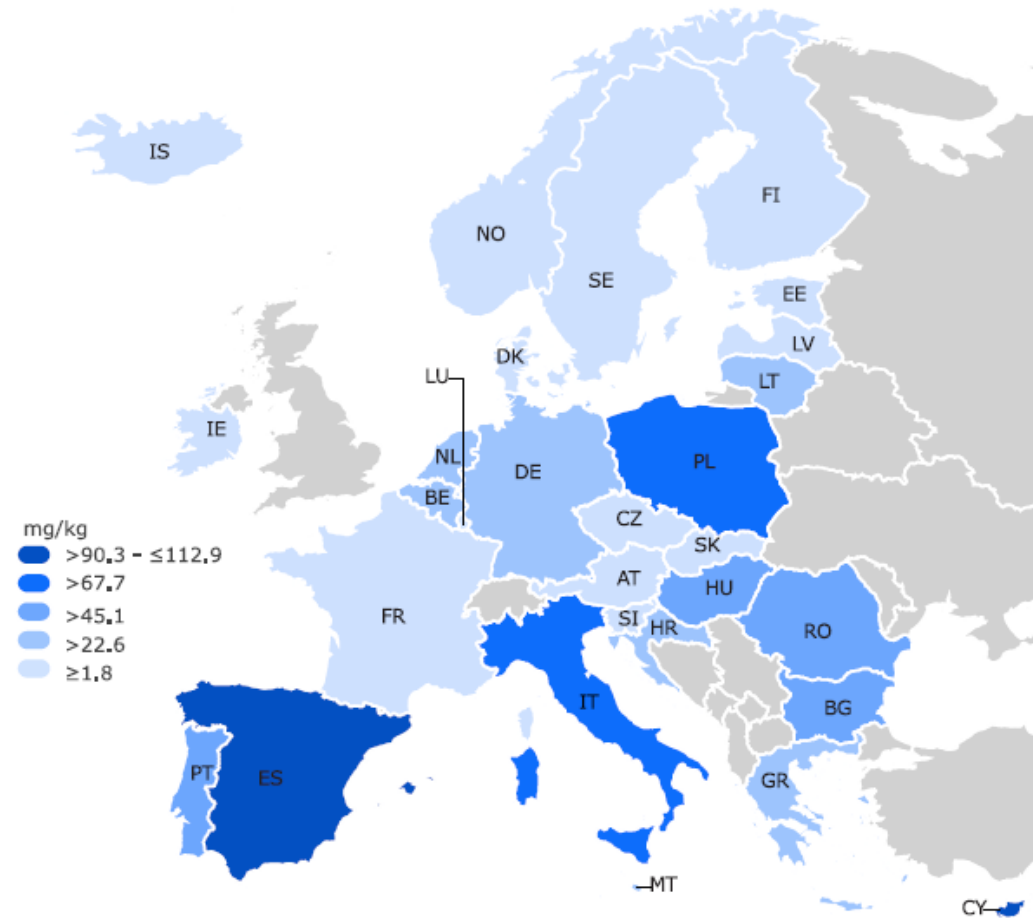 IS
FI
NO
SE
EE
LV
DK
LU
LT
IE
NL
PL
DE
BE
CZ
mg/kg
>90.3 - ≤112.9
SK
>67.7
AT
HU
>45.1
FR
SI
HR
RO
>22.6
≥1.8
IT
BG
PT
ES
GR
MT
CY